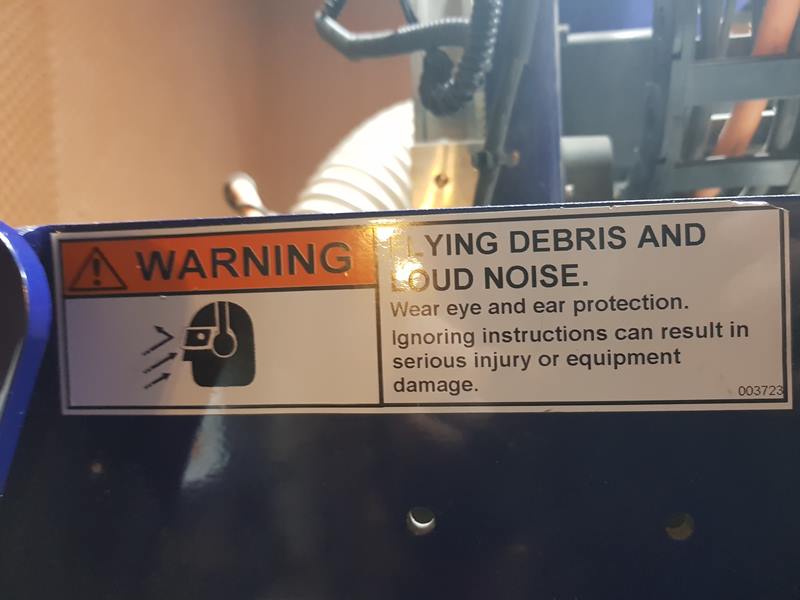 WARNING
FLYING DEBRIS AND
LOUD NOISE.
Wear eye and ear protection.
Ignoring instructions can result in
serious injury or equipment
damage.
003723